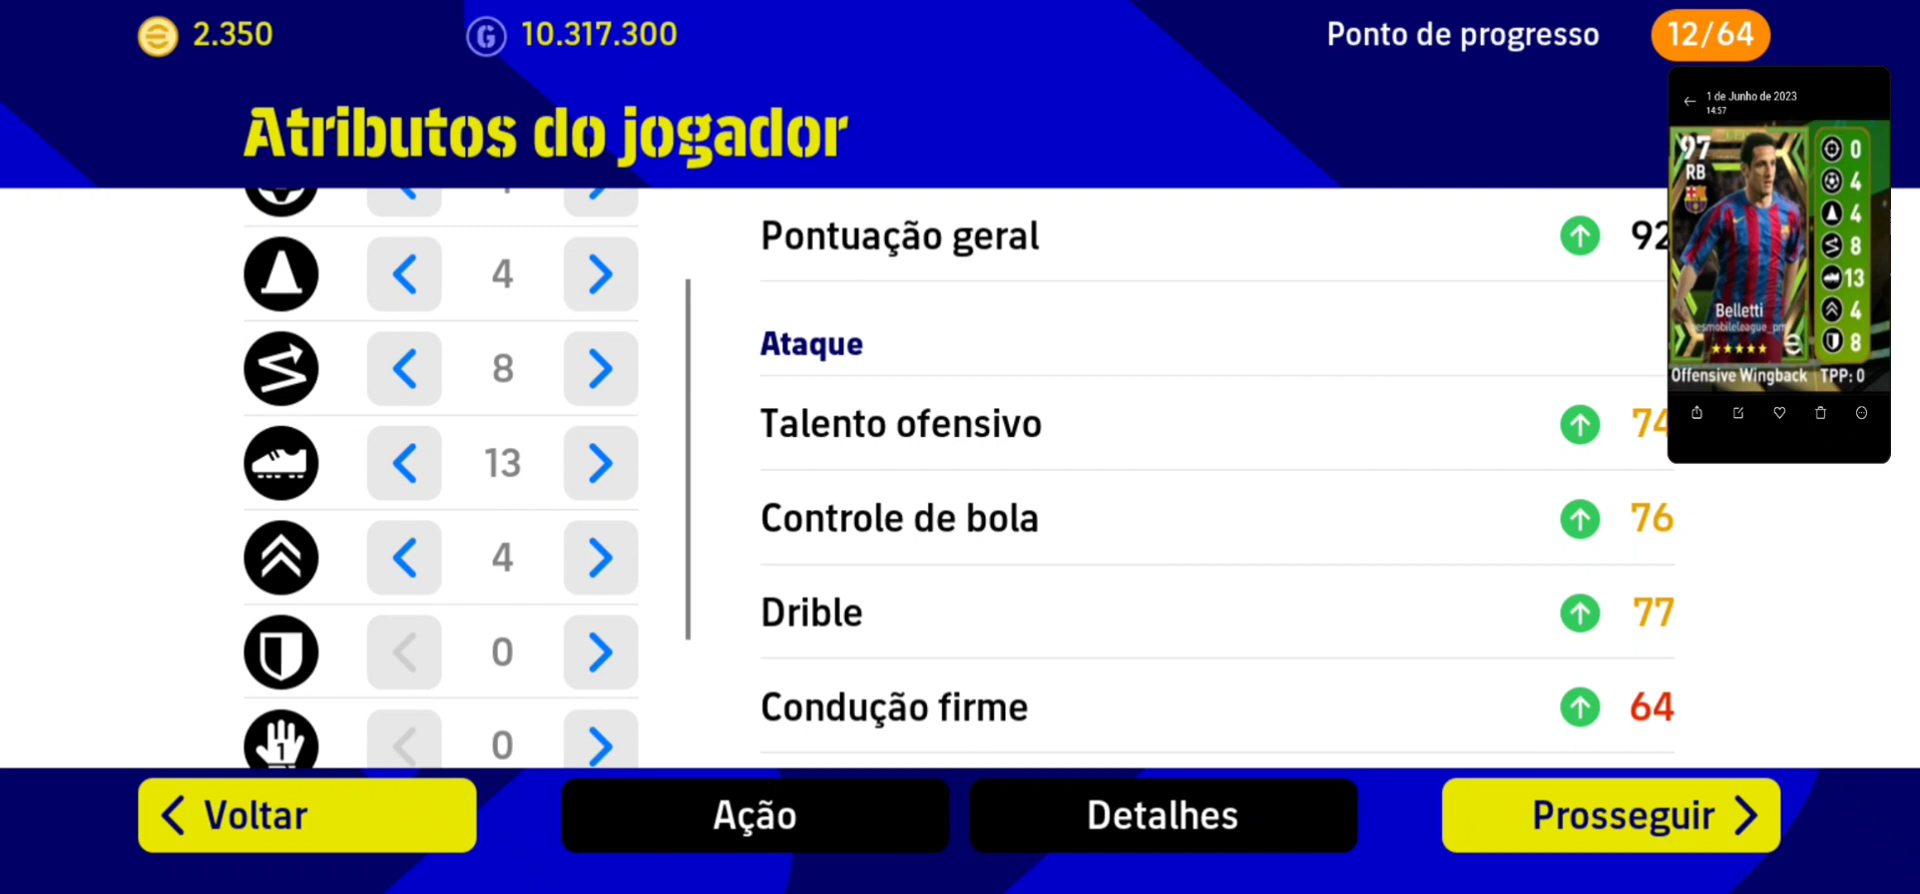 2.350
10.317.300
Ponto de progresso
12/64
Atributos do jogador
4
8
13
4
0
0
Pontuação geral
92
Ataque
Talento ofensivo
74
Controle de bola
76
Drible
77
Condução firme
64
1 de Junho de 2023
14:57
97
RB
0
4
4
8
13
4
8
Belletti
Offensive Wingback
TPP: 0
Voltar
Ação
Detalhes
Prosseguir